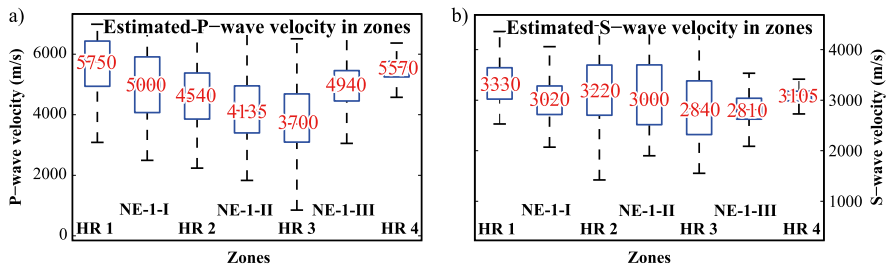 a)
Estimated P−wave velocity in zones
P−wave velocity (m/s)
6000
4000
2000
0
5750
5000
4540
4135
3700
4940
5570
NE-1-I
NE-1-II
NE-1-III
HR 1
HR 2
HR 3
HR 4
Zones
b)
Estimated S−wave velocity in zones
3330
3020
3220
3000
2840
2810
3105
NE-1-I
NE-1-II
NE-1-III
HR 1
HR 2
HR 3
HR 4
Zones
4000
3000
2000
1000
S−wave velocity (m/s)